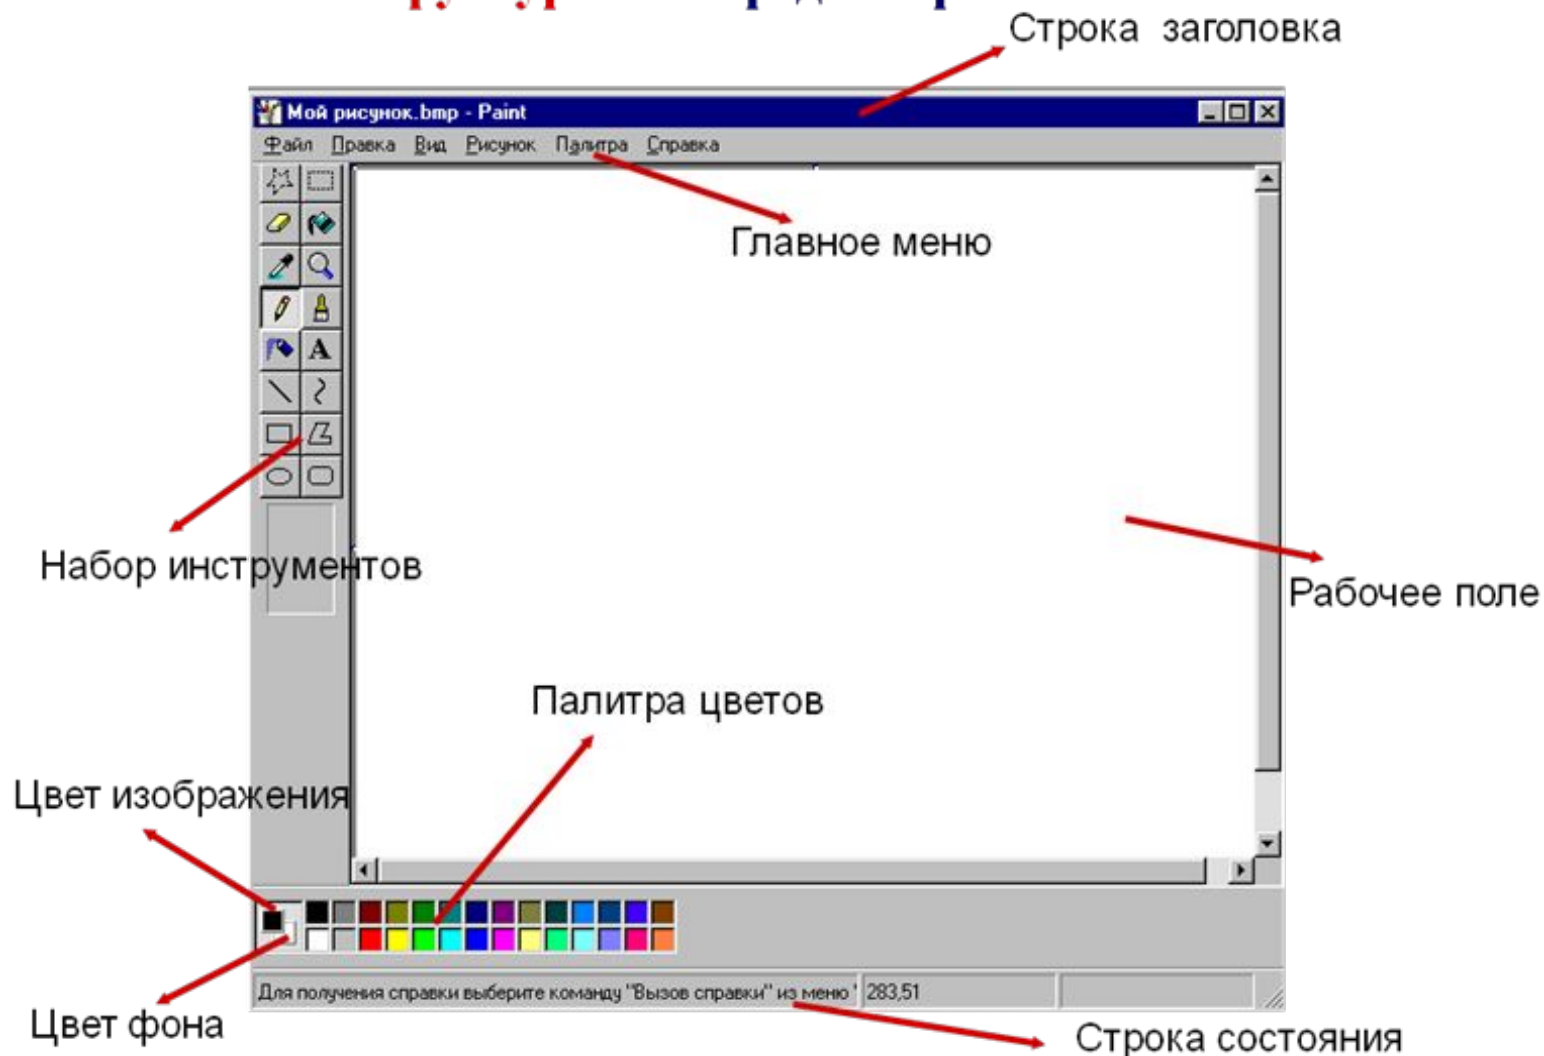 Строка заголовка
Мой рисунок.bmp - Paint
Файл Правка Вид Рисунок Палитра Справка
Главное меню
A
Набор инструментов
Рабочее поле
Палитра цветов
Цвет изображения
Для получения справки выберите команду "Вызов справки" из меню '
283,51
Цвет фона
Строка состояния